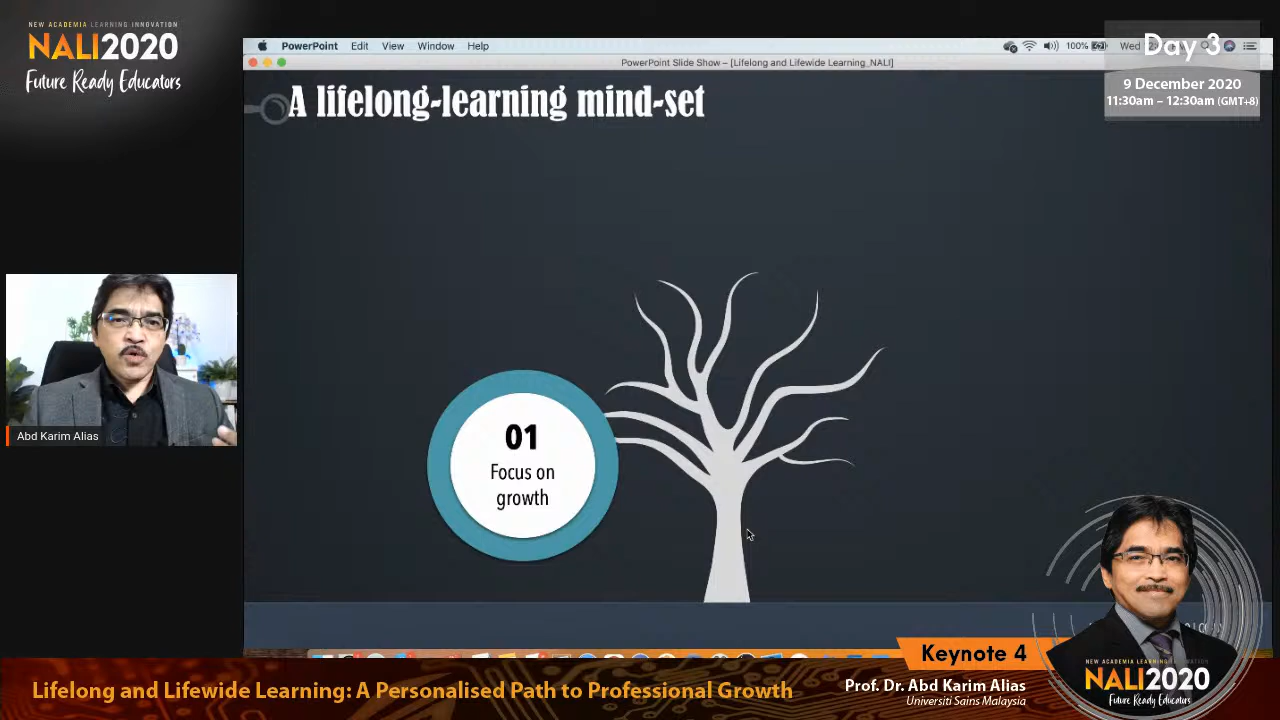 NEW ACADEMIA LEARNING INNOVATION
NALI2020
Future Ready Educators
PowerPoint Edit View Window Help
100%
Wed
Day 3
PowerPoint Slide Show – [Lifelong and Lifewide Learning_NALI]
9 December 2020
11:30am – 12:30am (GMT+8)
A lifelong-learning mind-set
01
Focus on
growth
Abd Karim Alias
Keynote 4
Lifelong and Lifewide Learning: A Personalised Path to Professional Growth
Prof. Dr. Abd Karim Alias
Universiti Sains Malaysia
NEW ACADEMIA LEARNING INNOVATION
NALI2020
Future Ready Educators